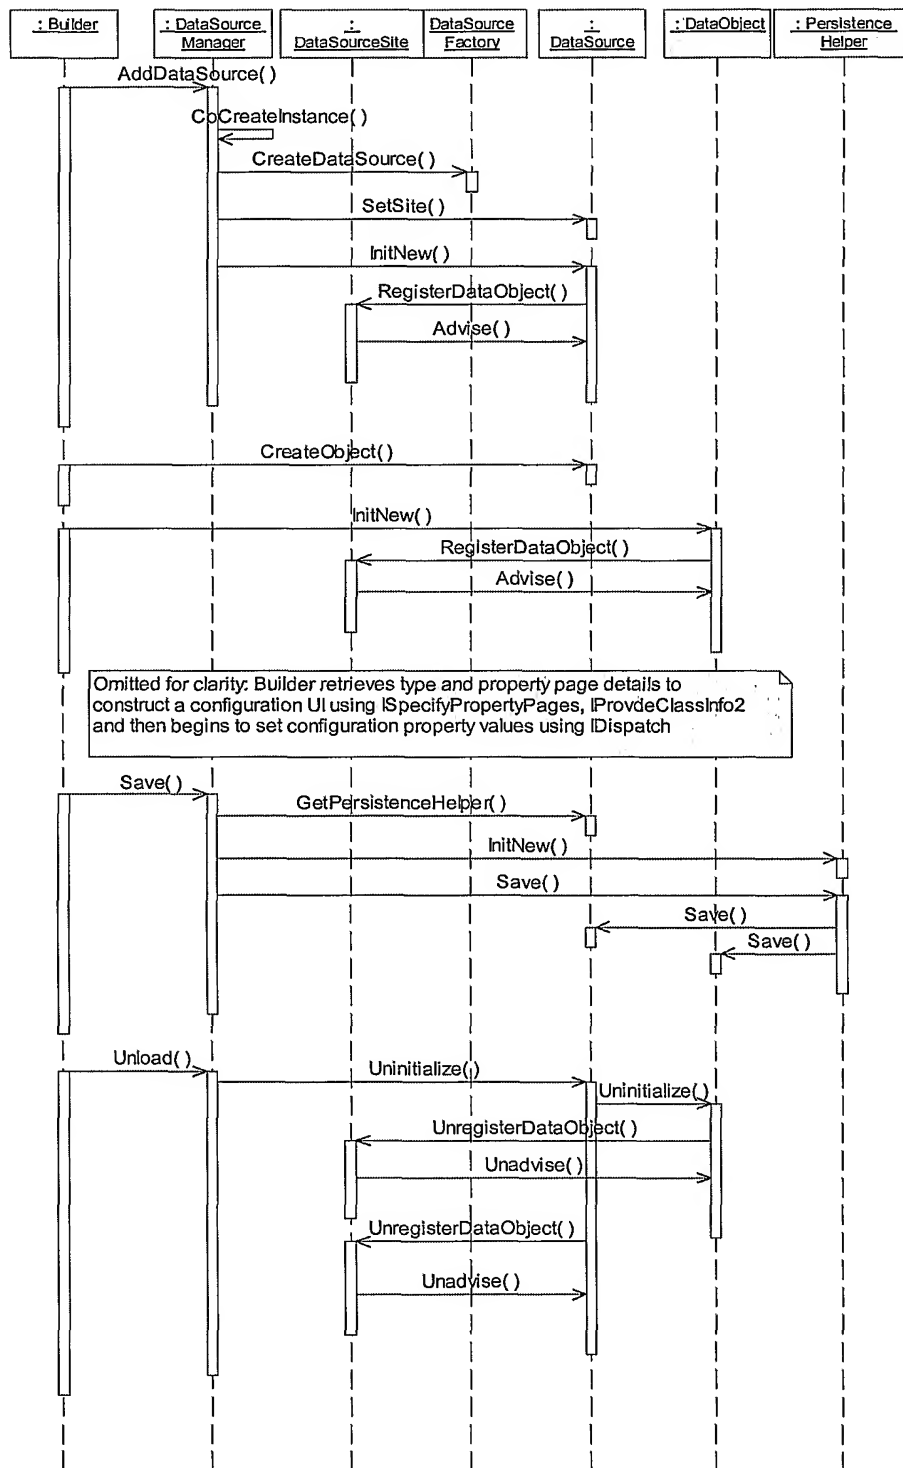 : Builder
: DataSource
Manager
:
DataSourceSite
DataSource
Factory
:
DataSource
: DataObject
: Persistence
Helper
AddDataSource( )
CoCreateInstance( )
CreateDataSource( )
SetSite( )
InitNew( )
RegisterDataObject( )
Advise( )
CreateObject( )
InitNew( )
RegisterDataObject( )
Advise( )
Omitted for clarity: Builder retrieves type and property page details to
construct a configuration UI using ISpecifyPropertyPages, IProvdeClassInfo2
and then begins to set configuration property values using IDispatch
Save( )
GetPersistenceHelper( )
InitNew( )
Save( )
Save( )
Save( )
Unload( )
Uninitialize( )
Uninitialize( )
UnregisterDataObject( )
Unadvise( )
UnregisterDataObject( )
Unadvise( )